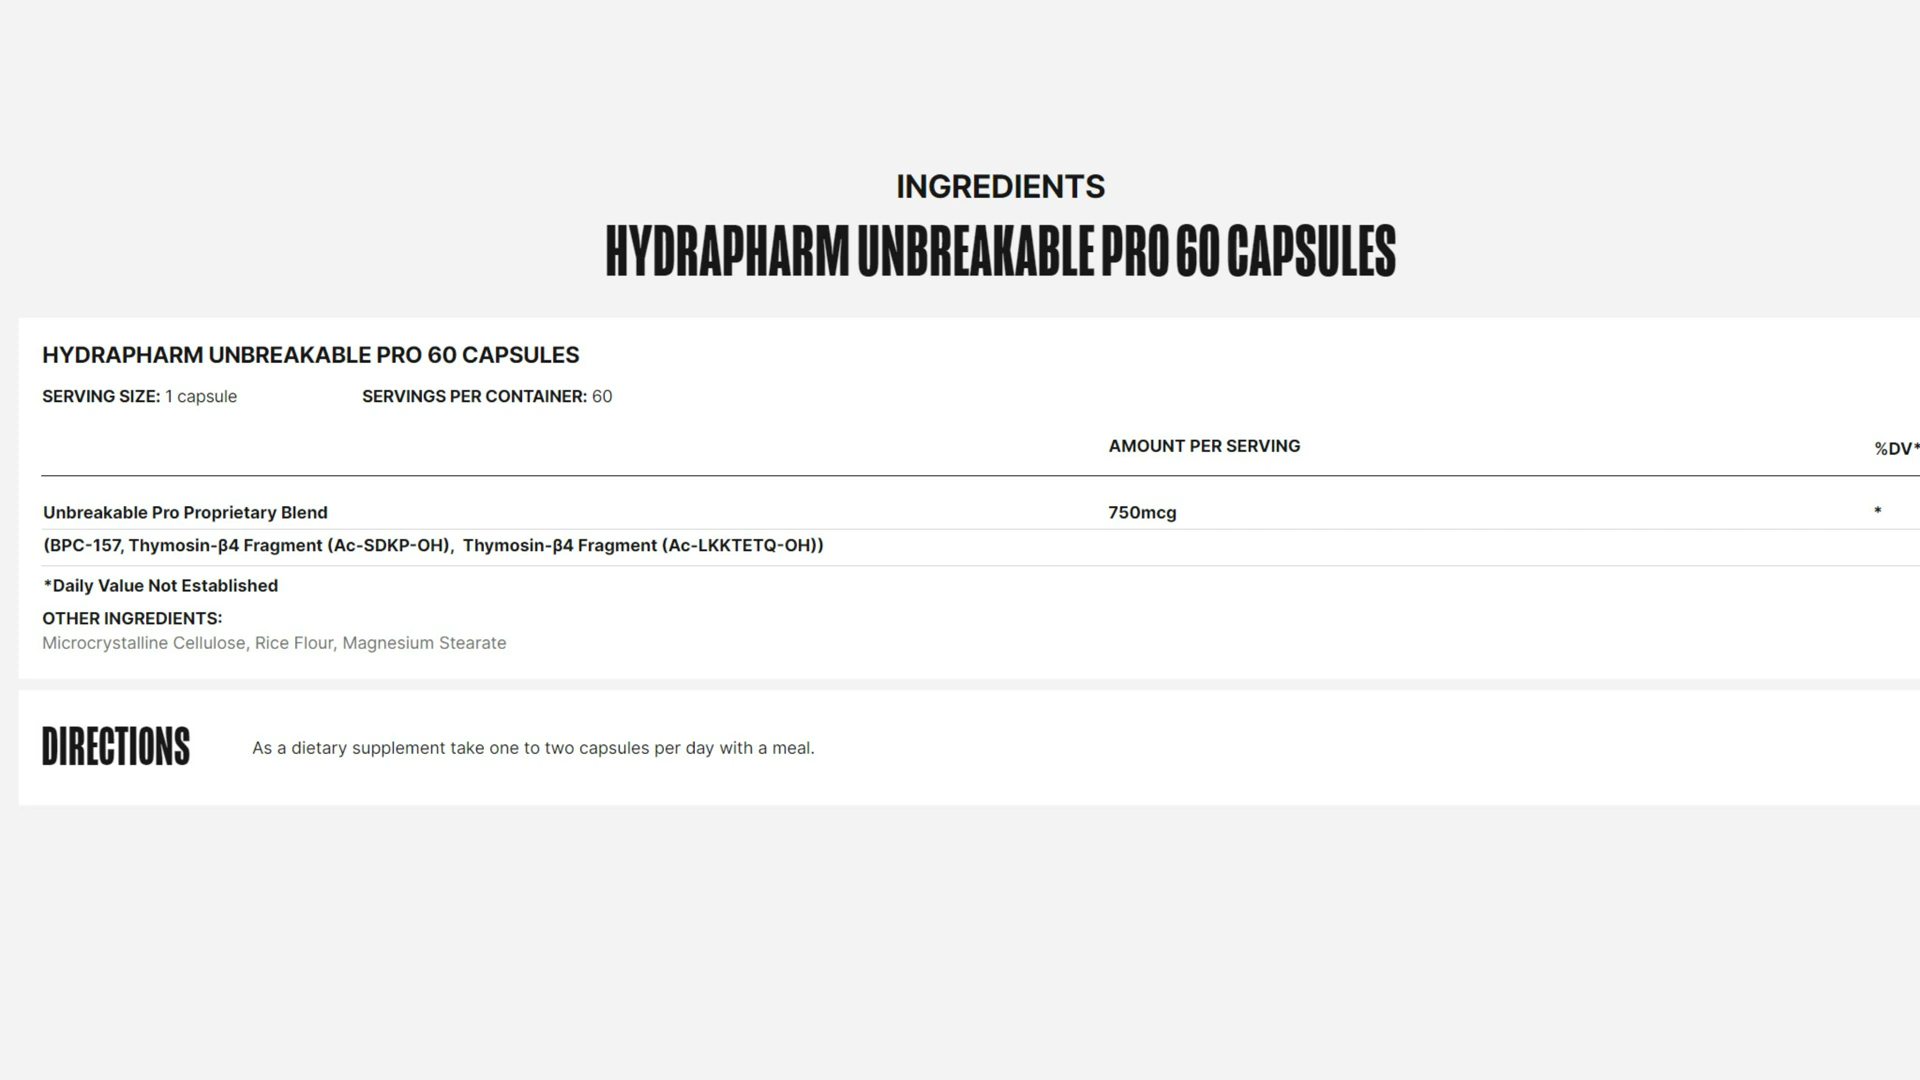 INGREDIENTS
HYDRAPHARM UNBREAKABLE PRO 60 CAPSULES
HYDRAPHARM UNBREAKABLE PRO 60 CAPSULES
SERVING SIZE: 1 capsule SERVINGS PER CONTAINER: 60
AMOUNT PER SERVING %DV*
Unbreakable Pro Proprietary Blend 750mcg *
(BPC-157, Thymosin-β4 Fragment (Ac-SDKP-OH), Thymosin-β4 Fragment (Ac-LKKTETQ-OH))
*Daily Value Not Established
OTHER INGREDIENTS:
Microcrystalline Cellulose, Rice Flour, Magnesium Stearate
DIRECTIONS As a dietary supplement take one to two capsules per day with a meal.